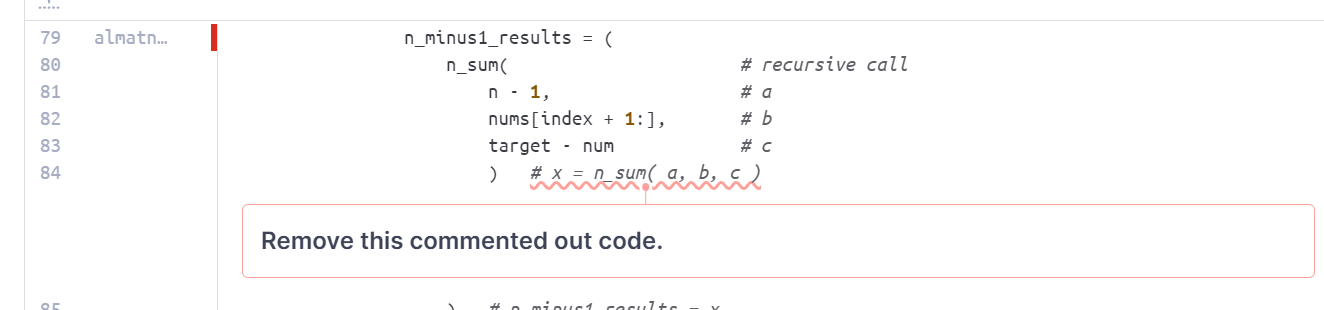 79 almatn… n_minus1_results = (
80 n_sum( # recursive call
81 n - 1, # a
82 nums[index + 1:], # b
83 target - num # c
84 ) # x = n_sum( a, b, c )
Remove this commented out code.
85 ) # n_minus1_results = x